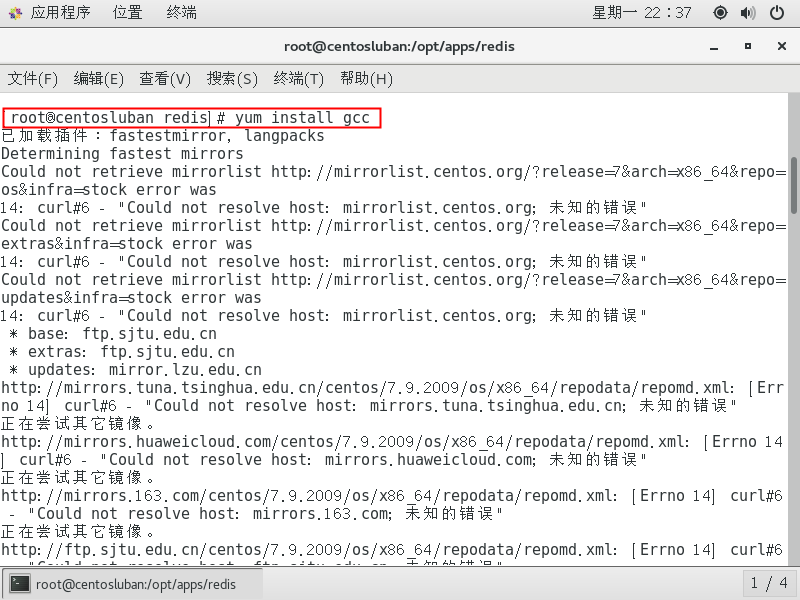 应用程序 位置 终端 星期一 22：37
root@centosluban:/opt/apps/redis
文件(F) 编辑(E) 查看(V) 搜索(S) 终端(T) 帮助(H)
[root@centosluban redis]# yum install gcc
已加载插件：fastestmirror, langpacks
Determining fastest mirrors
Could not retrieve mirrorlist http://mirrorlist.centos.org/?release=7&arch=x86_64&repo=
os&infra=stock error was
14: curl#6 - "Could not resolve host: mirrorlist.centos.org; 未知的错误"
Could not retrieve mirrorlist http://mirrorlist.centos.org/?release=7&arch=x86_64&repo=
extras&infra=stock error was
14: curl#6 - "Could not resolve host: mirrorlist.centos.org; 未知的错误"
Could not retrieve mirrorlist http://mirrorlist.centos.org/?release=7&arch=x86_64&repo=
updates&infra=stock error was
14: curl#6 - "Could not resolve host: mirrorlist.centos.org; 未知的错误"
 * base: ftp.sjtu.edu.cn
 * extras: ftp.sjtu.edu.cn
 * updates: mirror.lzu.edu.cn
http://mirrors.tuna.tsinghua.edu.cn/centos/7.9.2009/os/x86_64/repodata/repomd.xml: [Err
no 14] curl#6 - "Could not resolve host: mirrors.tuna.tsinghua.edu.cn; 未知的错误"
正在尝试其它镜像。
http://mirrors.huaweicloud.com/centos/7.9.2009/os/x86_64/repodata/repomd.xml: [Errno 14
] curl#6 - "Could not resolve host: mirrors.huaweicloud.com; 未知的错误"
正在尝试其它镜像。
http://mirrors.163.com/centos/7.9.2009/os/x86_64/repodata/repomd.xml: [Errno 14] curl#6
 - "Could not resolve host: mirrors.163.com; 未知的错误"
正在尝试其它镜像。
http://ftp.sjtu.edu.cn/centos/7.9.2009/os/x86_64/repodata/repomd.xml: [Errno 14] curl#6
 - "Could not resolve host: ftp.sjtu.edu.cn; 未知的错误"
root@centosluban:/opt/apps/redis 1 / 4